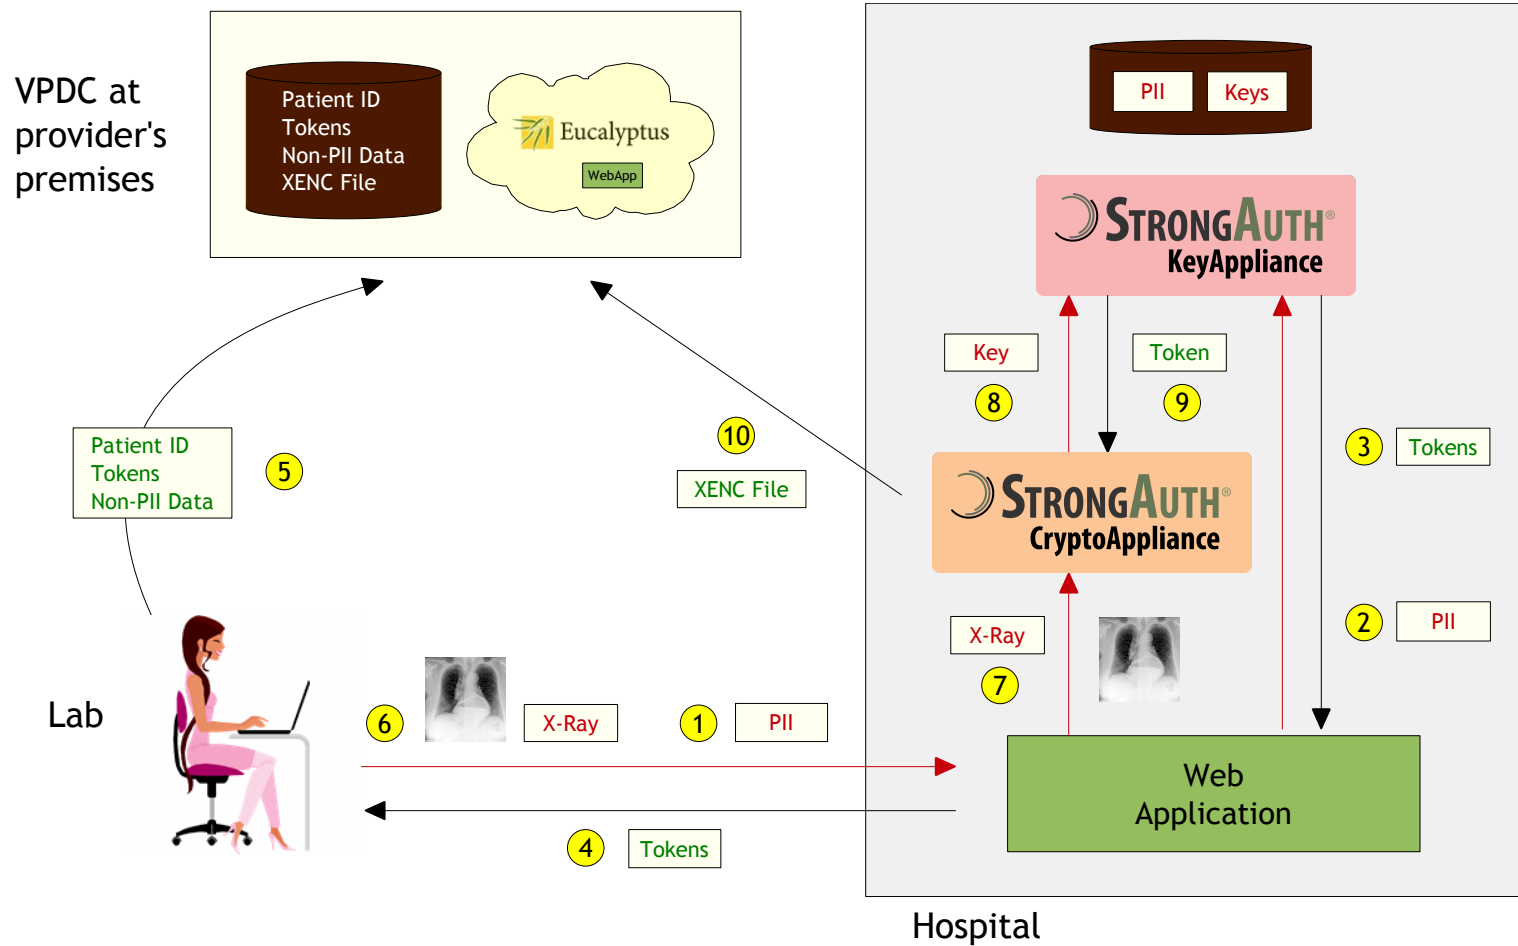 VPDC at
provider's
premises
Patient ID
Tokens
Non-PII Data
XENC File
Eucalyptus
WebApp
PII
Keys
STRONGAUTH®
KeyAppliance
Key
8
Token
9
3
Tokens
Patient ID
Tokens
Non-PII Data
5
10
XENC File
STRONGAUTH®
CryptoAppliance
X-Ray
7
2
PII
Lab
6
X-Ray
1
PII
4
Tokens
Web
Application
Hospital